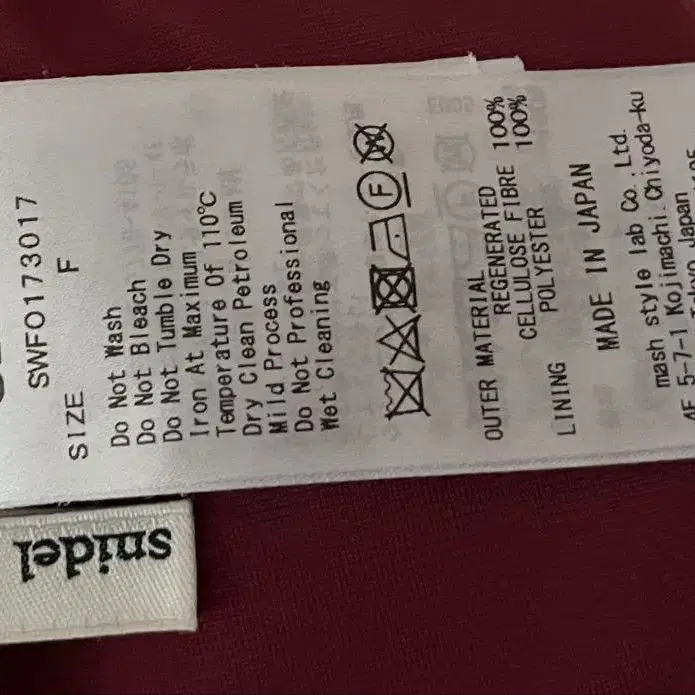 SWFO173017
SIZE F
Do Not Wash
Do Not Bleach
Do Not Tumble Dry
Iron At Maximum
Temperature Of 110℃
Dry Clean Petroleum
Mild Process
Do Not Professional
Wet Cleaning
F
W
OUTER MATERIAL
REGENERATED
CELLULOSE FIBRE 100%
POLYESTER 100%
LINING
MADE IN JAPAN
mash style lab Co., Ltd.
5-7-1 Kojimachi, Chiyoda-ku
Japan
snidel